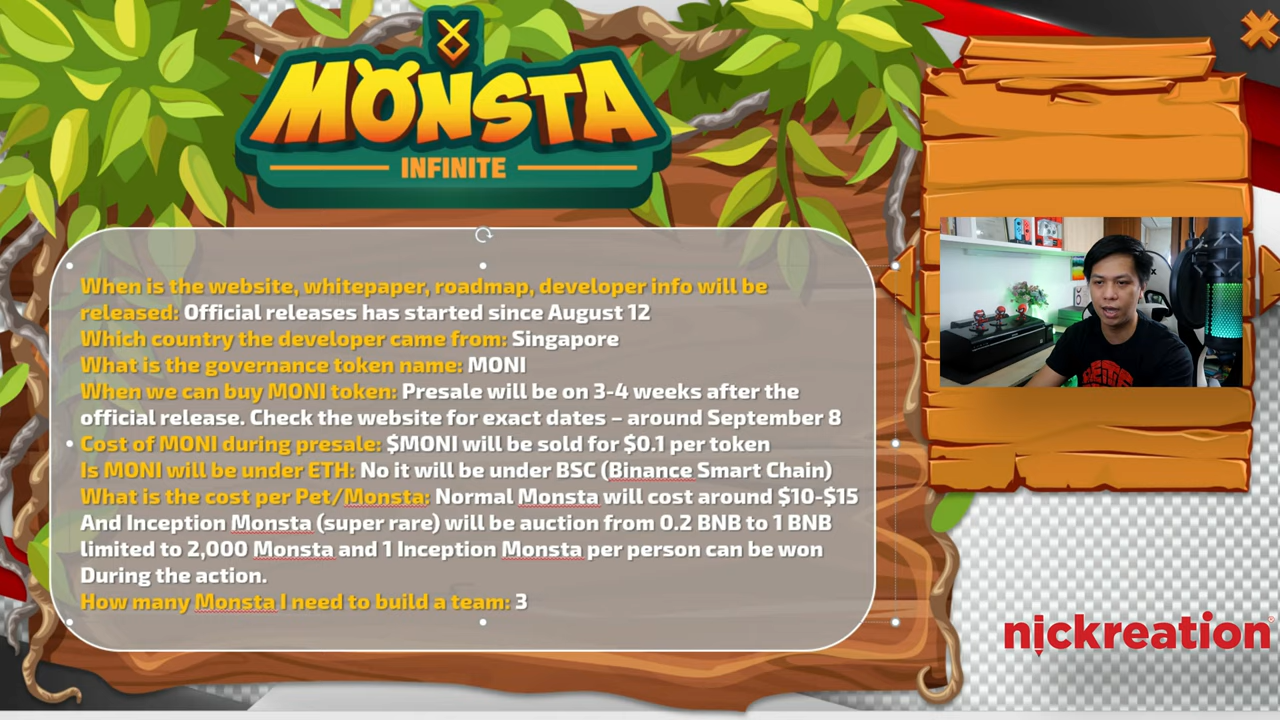 MONSTA
INFINITE
When is the website, whitepaper, roadmap, developer info will be
released: Official releases has started since August 12
Which country the developer came from: Singapore
What is the governance token name: MONI
When we can buy MONI token: Presale will be on 3-4 weeks after the
official release. Check the website for exact dates – around September 8
Cost of MONI during presale: $MONI will be sold for $0.1 per token
Is MONI will be under ETH: No it will be under BSC (Binance Smart Chain)
What is the cost per Pet/Monsta: Normal Monsta will cost around $10-$15
And Inception Monsta (super rare) will be auction from 0.2 BNB to 1 BNB
limited to 2,000 Monsta and 1 Inception Monsta per person can be won
During the action.
How many Monsta I need to build a team: 3
nickreation